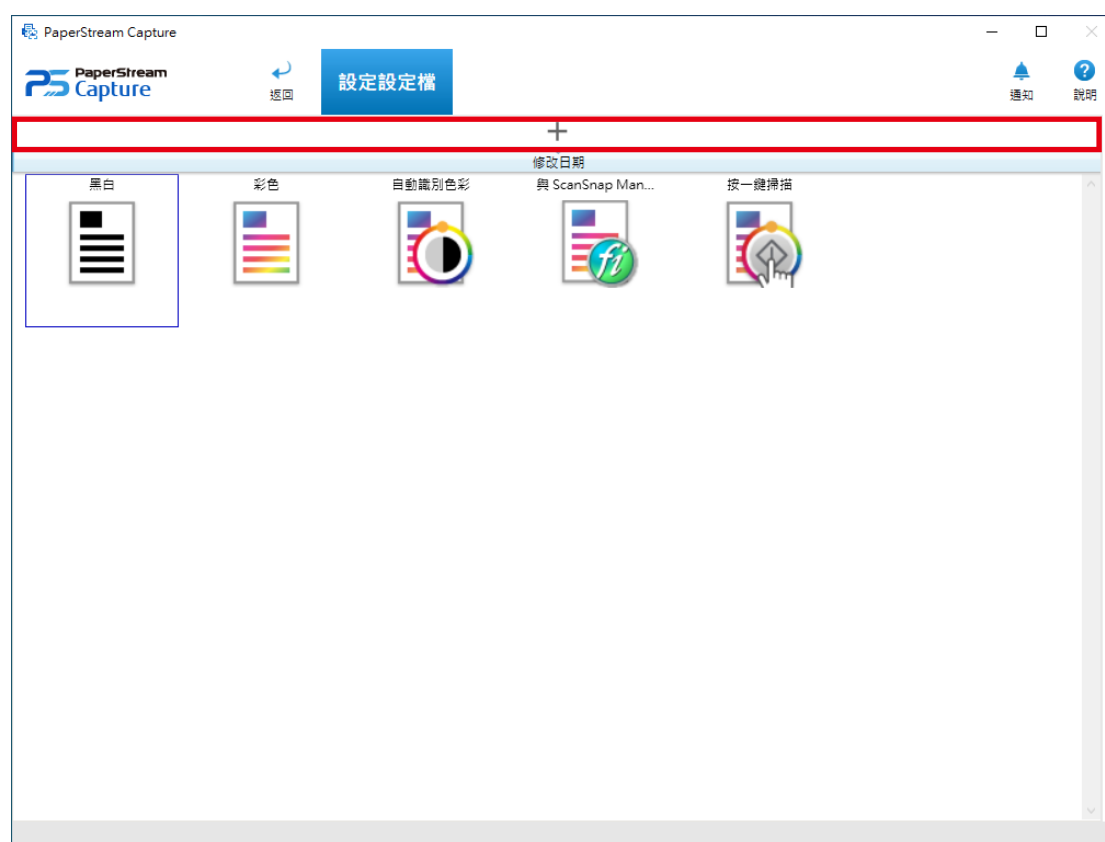 PaperStream Capture
PaperStream
Capture
返回
設定設定檔
通知
說明
修改日期
黑白
彩色
自動識別色彩
與 ScanSnap Man...
按一鍵掃描
fi